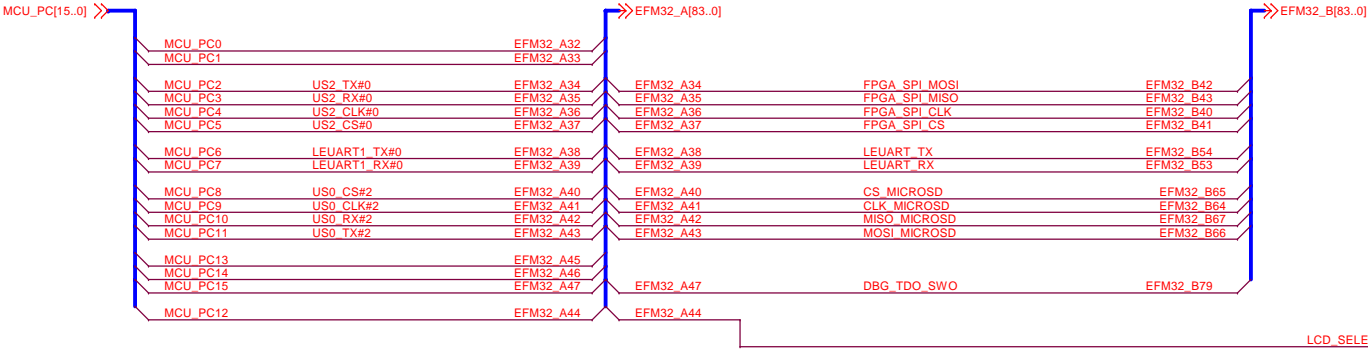 MCU_PC[15..0] EFM32_A[83..0] EFM32_B[83..0]
MCU_PC0 EFM32_A32
MCU_PC1 EFM32_A33
MCU_PC2 US2_TX#0 EFM32_A34 EFM32_A34 FPGA_SPI_MOSI EFM32_B42
MCU_PC3 US2_RX#0 EFM32_A35 EFM32_A35 FPGA_SPI_MISO EFM32_B43
MCU_PC4 US2_CLK#0 EFM32_A36 EFM32_A36 FPGA_SPI_CLK EFM32_B40
MCU_PC5 US2_CS#0 EFM32_A37 EFM32_A37 FPGA_SPI_CS EFM32_B41
MCU_PC6 LEUART1_TX#0 EFM32_A38 EFM32_A38 LEUART_TX EFM32_B54
MCU_PC7 LEUART1_RX#0 EFM32_A39 EFM32_A39 LEUART_RX EFM32_B53
MCU_PC8 US0_CS#2 EFM32_A40 EFM32_A40 CS_MICROSD EFM32_B65
MCU_PC9 US0_CLK#2 EFM32_A41 EFM32_A41 CLK_MICROSD EFM32_B64
MCU_PC10 US0_RX#2 EFM32_A42 EFM32_A42 MISO_MICROSD EFM32_B67
MCU_PC11 US0_TX#2 EFM32_A43 EFM32_A43 MOSI_MICROSD EFM32_B66
MCU_PC13 EFM32_A45
MCU_PC14 EFM32_A46
MCU_PC15 EFM32_A47 EFM32_A47 DBG_TDO_SWO EFM32_B79
MCU_PC12 EFM32_A44 EFM32_A44
LCD_SELE